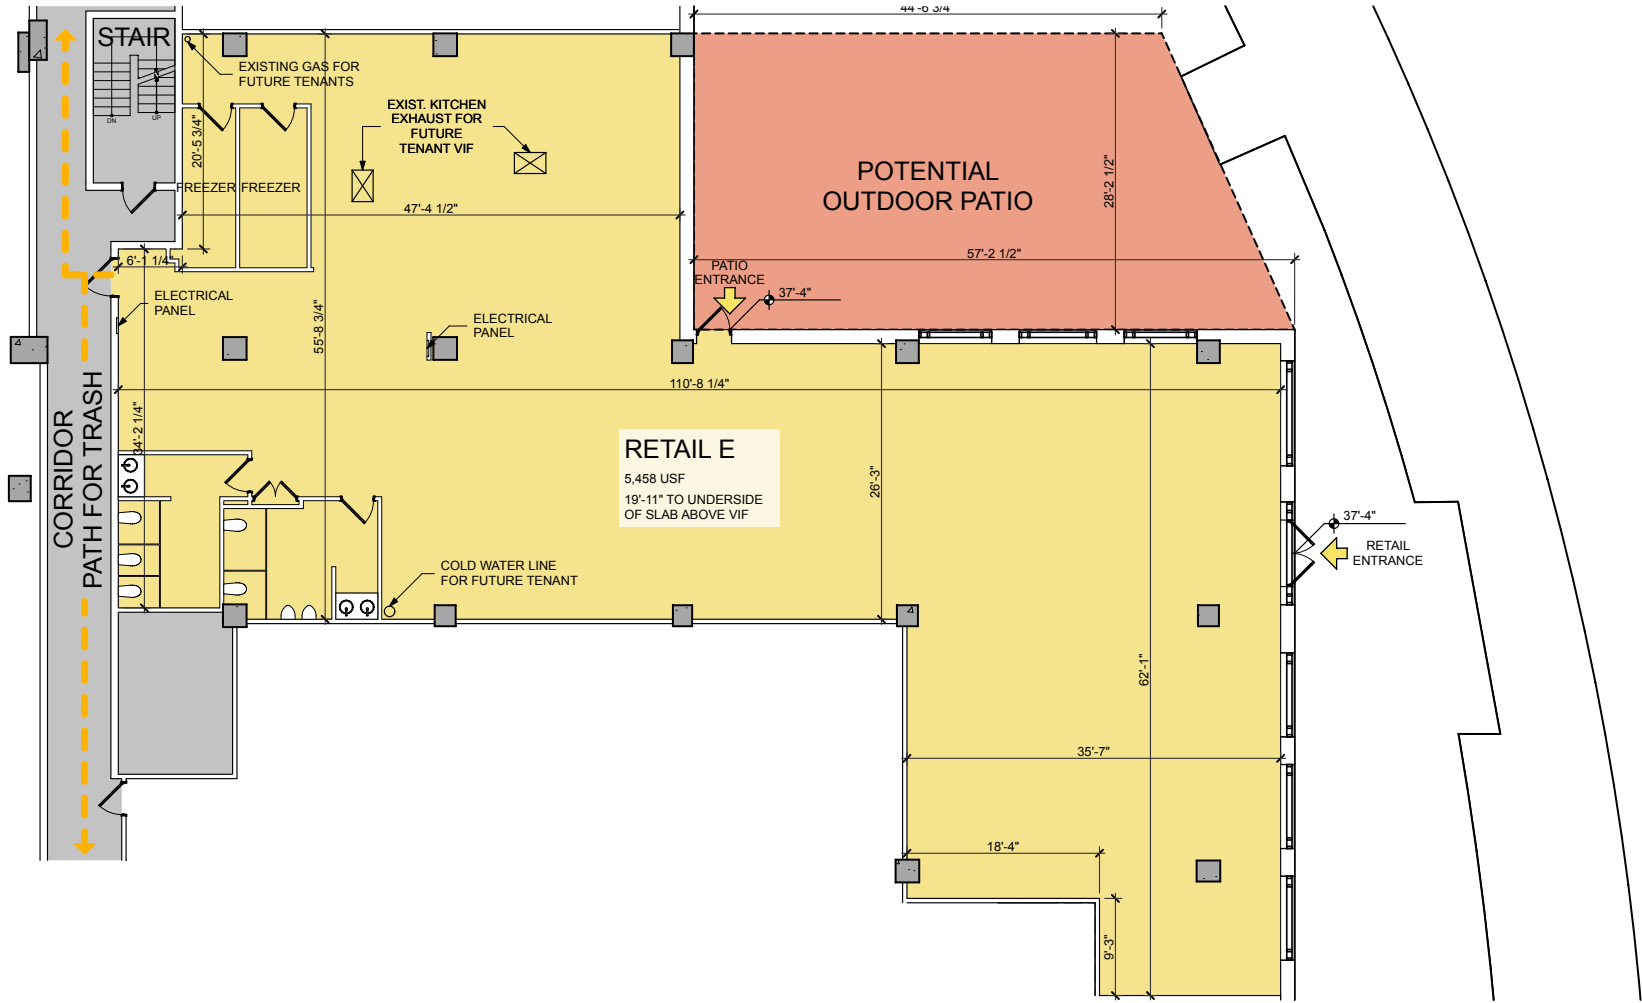 44'-6 3/4"
STAIR
DN
UP
EXISTING GAS FOR
FUTURE TENANTS
EXIST. KITCHEN
EXHAUST FOR
FUTURE
TENANT VIF
20'-5 3/4"
FREEZER
FREEZER
47'-4 1/2"
POTENTIAL
OUTDOOR PATIO
28'-2 1/2"
57'-2 1/2"
PATIO
ENTRANCE
37'-4"
6'-1 1/4"
ELECTRICAL
PANEL
55'-8 3/4"
ELECTRICAL
PANEL
110'-8 1/4"
34'-2 1/4"
CORRIDOR
PATH FOR TRASH
RETAIL E
5,458 USF
19'-11" TO UNDERSIDE
OF SLAB ABOVE VIF
26'-3"
37'-4"
RETAIL
ENTRANCE
COLD WATER LINE
FOR FUTURE TENANT
62'-1"
35'-7"
18'-4"
9'-3"